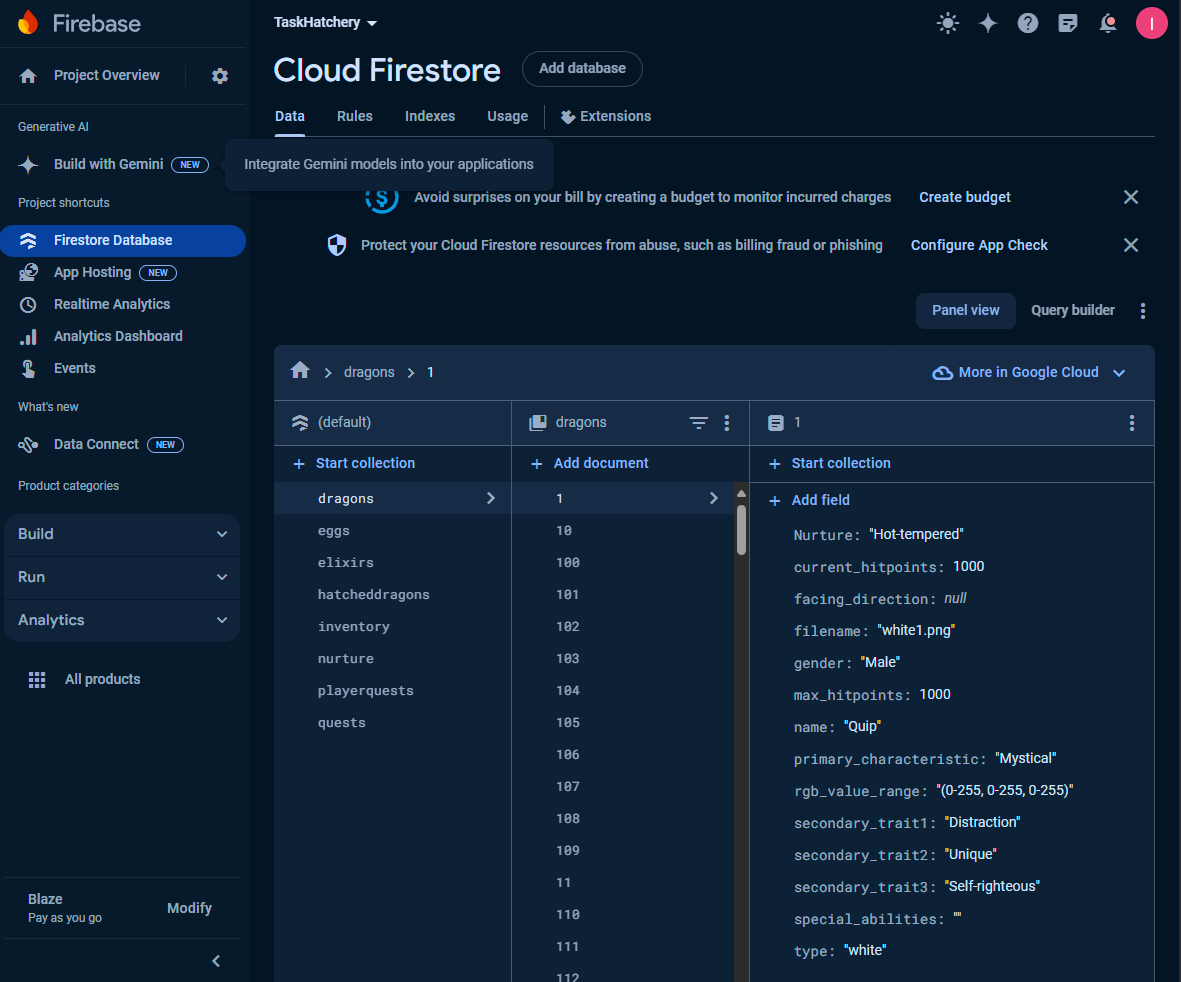 Firebase
TaskHatchery
I
Project Overview
Cloud Firestore
Add database
Data Rules Indexes Usage Extensions
Generative AI
Build with Gemini NEW
Integrate Gemini models into your applications
Avoid surprises on your bill by creating a budget to monitor incurred charges Create budget
Protect your Cloud Firestore resources from abuse, such as billing fraud or phishing Configure App Check
Project shortcuts
Firestore Database
App Hosting NEW
Realtime Analytics
Analytics Dashboard
Events
What's new
Data Connect NEW
Product categories
Build
Run
Analytics
All products
Blaze
Pay as you go
Modify
Panel view Query builder
dragons 1
More in Google Cloud
(default)
Start collection
dragons
eggs
elixirs
hatcheddragons
inventory
nurture
playerquests
quests
dragons
Add document
1
10
100
101
102
103
104
105
106
107
108
109
11
110
111
112
1
Start collection
Add field
Nurture: "Hot-tempered"
current_hitpoints: 1000
facing_direction: null
filename: "white1.png"
gender: "Male"
max_hitpoints: 1000
name: "Quip"
primary_characteristic: "Mystical"
rgb_value_range: "(0-255, 0-255, 0-255)"
secondary_trait1: "Distraction"
secondary_trait2: "Unique"
secondary_trait3: "Self-righteous"
special_abilities: ""
type: "white"